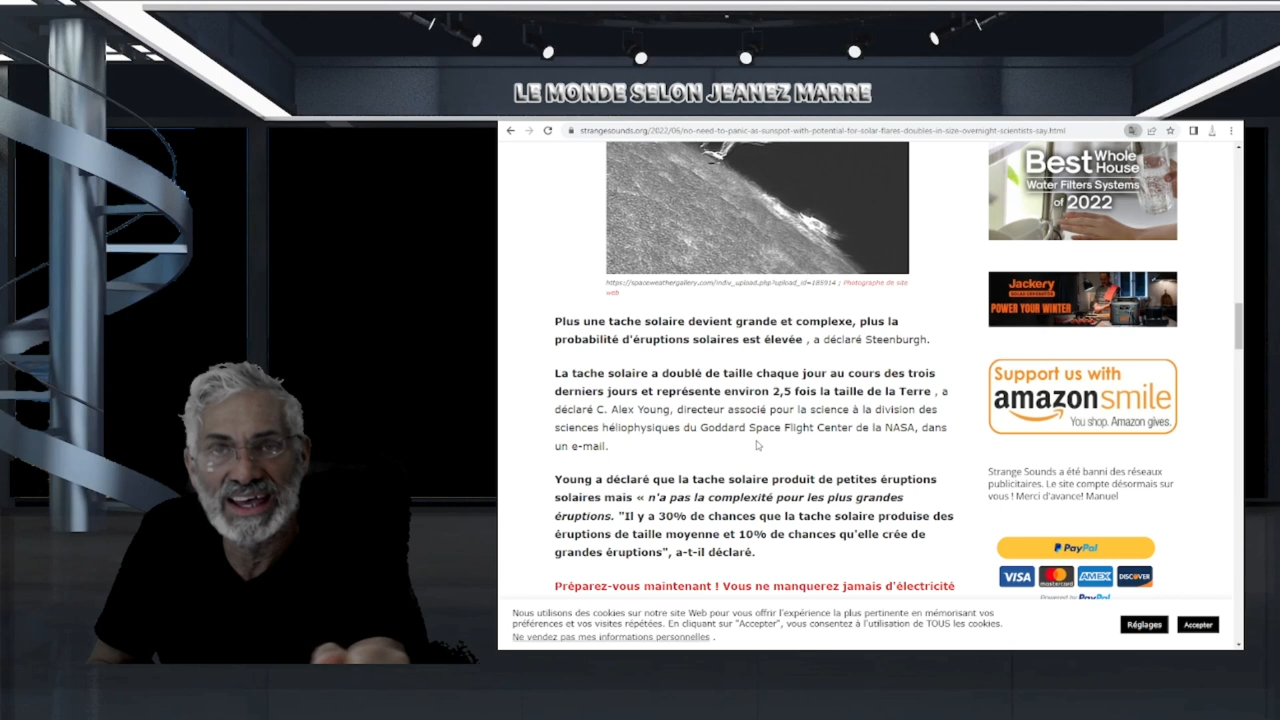 LE MONDE SELON JEANEZ MARRE
strangesounds.org/2022/06/no-need-to-panic-as-sunspot-with-potential-for-solar-flares-doubles-in-size-overnight-scientists-say.html
https://spaceweathergallery.com/indiv_upload.php?upload_id=185914 ; Photographe de site
web
Plus une tache solaire devient grande et complexe, plus la
probabilité d'éruptions solaires est élevée , a déclaré Steenburgh.
La tache solaire a doublé de taille chaque jour au cours des trois
derniers jours et représente environ 2,5 fois la taille de la Terre , a
déclaré C. Alex Young, directeur associé pour la science à la division des
sciences héliophysiques du Goddard Space Flight Center de la NASA, dans
un e-mail.
Young a déclaré que la tache solaire produit de petites éruptions
solaires mais « n'a pas la complexité pour les plus grandes
éruptions. "Il y a 30% de chances que la tache solaire produise des
éruptions de taille moyenne et 10% de chances qu'elle crée de
grandes éruptions", a-t-il déclaré.
Préparez-vous maintenant ! Vous ne manquerez jamais d'électricité
Best Whole House
Water Filters Systems
of 2022
Jackery
POWER YOUR WINTER
Support us with
amazonsmile
You shop. Amazon gives.
Strange Sounds a été banni des réseaux
publicitaires. Le site compte désormais sur
vous ! Merci d'avance! Manuel
PayPal
VISA mastercard AMEX DISCOVER
Powered by PayPal
Nous utilisons des cookies sur notre site Web pour vous offrir l'expérience la plus pertinente en mémorisant vos
préférences et vos visites répétées. En cliquant sur "Accepter", vous consentez à l'utilisation de TOUS les cookies.
Ne vendez pas mes informations personnelles .
Réglages
Accepter